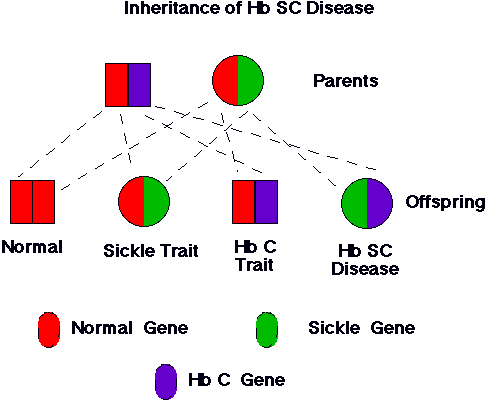 Inheritance of Hb SC Disease
Parents
Offspring
Normal
Sickle Trait
Hb C
Trait
Hb SC
Disease
Normal Gene
Sickle Gene
Hb C Gene